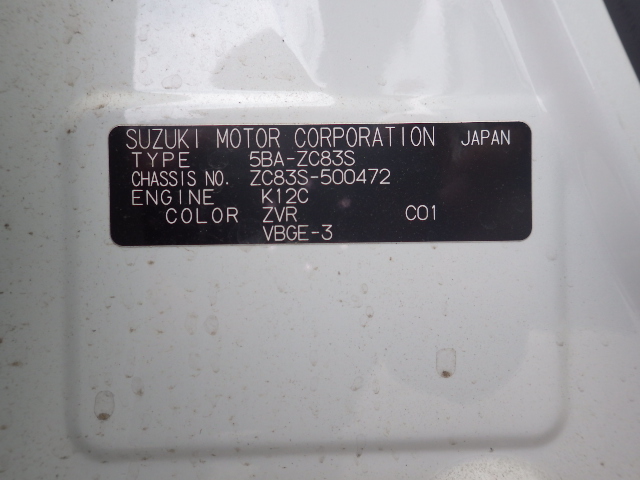 SUZUKI MOTOR CORPORATION JAPAN
TYPE 5BA-ZC83S
CHASSIS NO. ZC83S-500472
ENGINE K12C
COLOR ZVR C01
VBGE-3